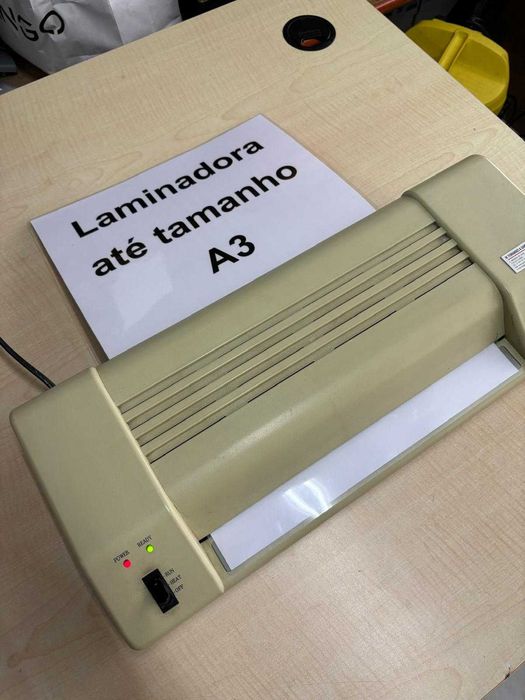 Laminadora
até tamanho
A3
POWER
READY
RUN
HEAT
OFF